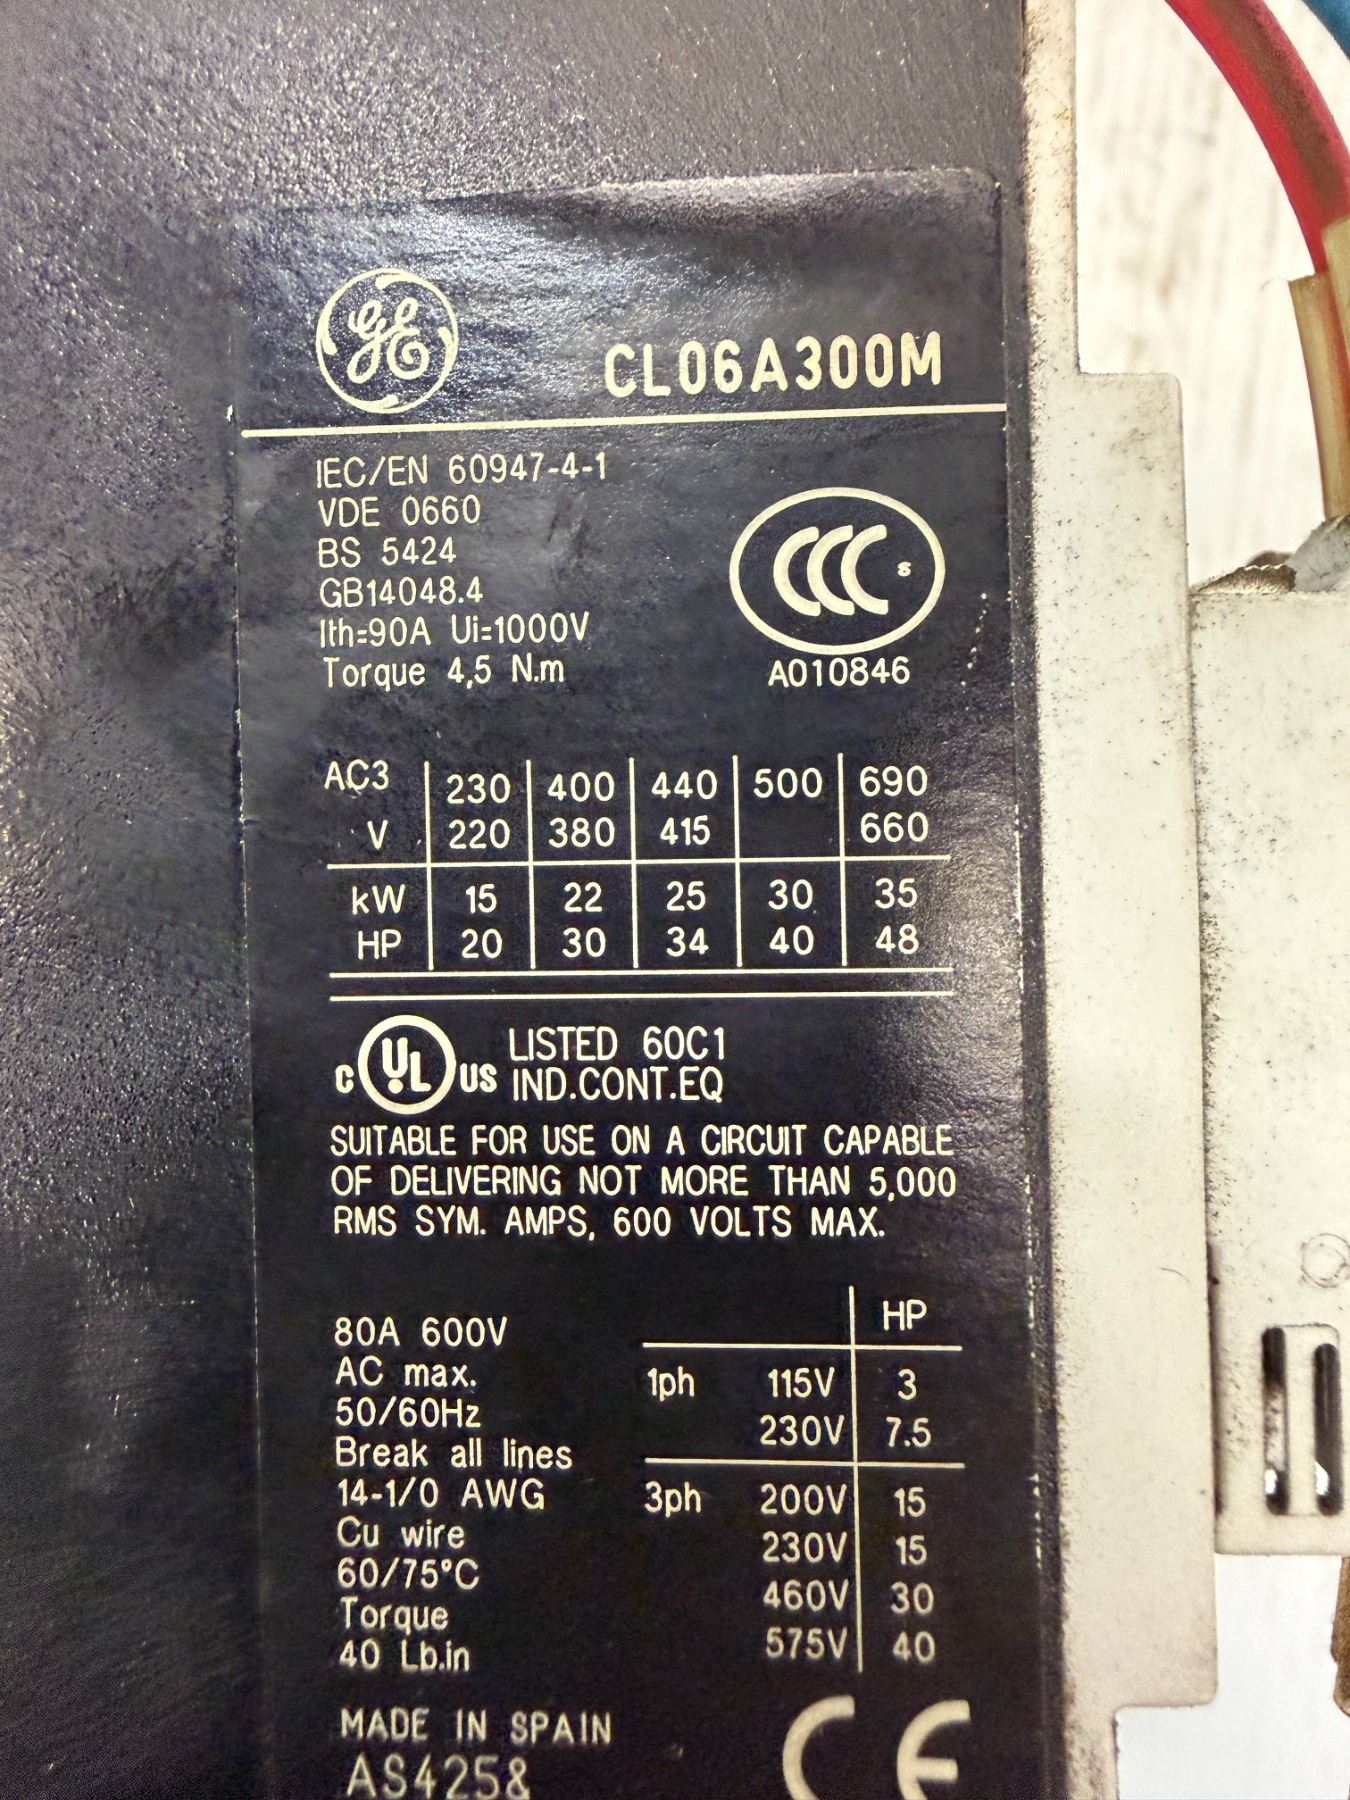 GE
CL06A300M
IEC/EN 60947-4-1
VDE 0660
BS 5424
GB14048.4
Ith=90A Ui=1000V
Torque 4,5 N.m
CCC S
A010846
AC3 230 400 440 500 690
V 220 380 415 660
kW 15 22 25 30 35
HP 20 30 34 40 48
C UL US LISTED 60C1
IND.CONT.EQ
SUITABLE FOR USE ON A CIRCUIT CAPABLE
OF DELIVERING NOT MORE THAN 5,000
RMS SYM. AMPS, 600 VOLTS MAX.
80A 600V
AC max.
50/60Hz
Break all lines
14-1/0 AWG
Cu wire
60/75°C
Torque
40 Lb.in
HP
1ph 115V 3
230V 7.5
3ph 200V 15
230V 15
460V 30
575V 40
MADE IN SPAIN
AS4258
CE